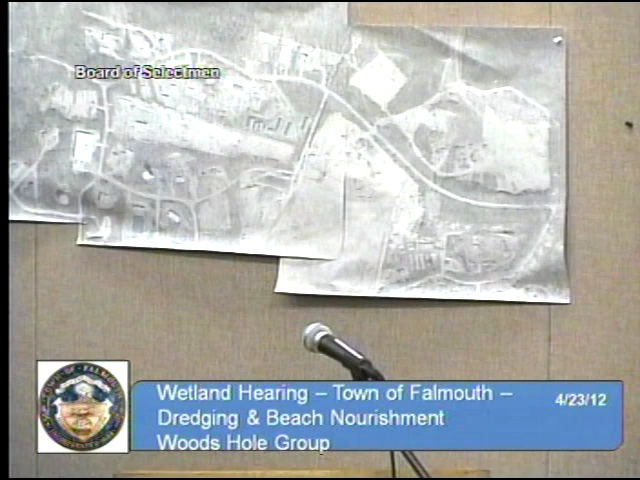 Board of Selectmen
Wetland Hearing – Town of Falmouth –
Dredging & Beach Nourishment
Woods Hole Group
4/23/12